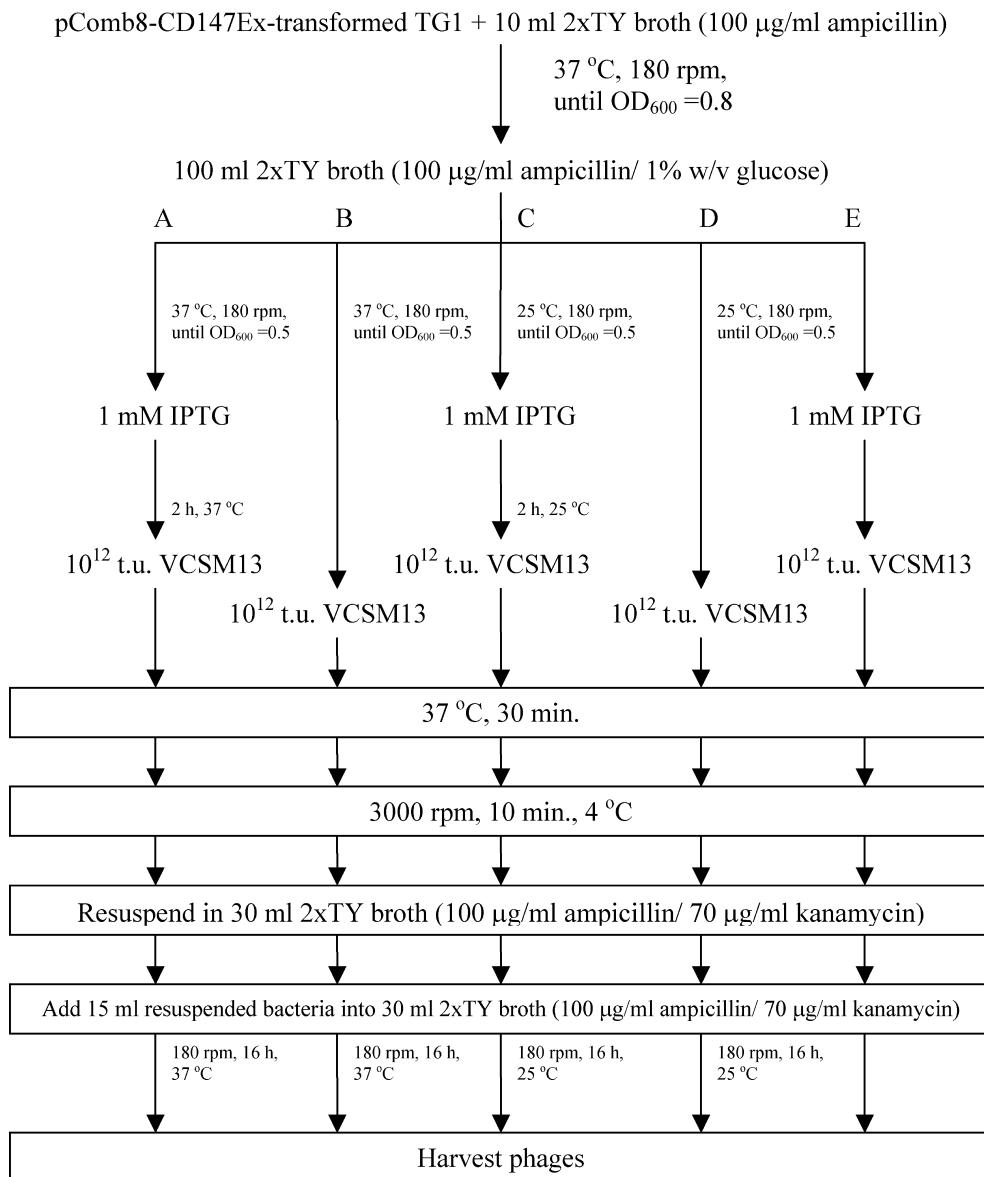 pComb8-CD147Ex-transformed TG1 + 10 ml 2xTY broth (100 μg/ml ampicillin)
37 °C, 180 rpm,
until OD600 =0.8
100 ml 2xTY broth (100 μg/ml ampicillin/ 1% w/v glucose)
A B C D E
37 °C, 180 rpm, 37 °C, 180 rpm, 25 °C, 180 rpm, 25 °C, 180 rpm,
until OD600 =0.5 until OD600 =0.5 until OD600 =0.5 until OD600 =0.5
1 mM IPTG 1 mM IPTG 1 mM IPTG
2 h, 37 °C 2 h, 25 °C
10^12 t.u. VCSM13 10^12 t.u. VCSM13 10^12 t.u. VCSM13
10^12 t.u. VCSM13 10^12 t.u. VCSM13
37 °C, 30 min.
3000 rpm, 10 min., 4 °C
Resuspend in 30 ml 2xTY broth (100 μg/ml ampicillin/ 70 μg/ml kanamycin)
Add 15 ml resuspended bacteria into 30 ml 2xTY broth (100 μg/ml ampicillin/ 70 μg/ml kanamycin)
180 rpm, 16 h, 180 rpm, 16 h, 180 rpm, 16 h, 180 rpm, 16 h,
37 °C 37 °C 25 °C 25 °C
Harvest phages